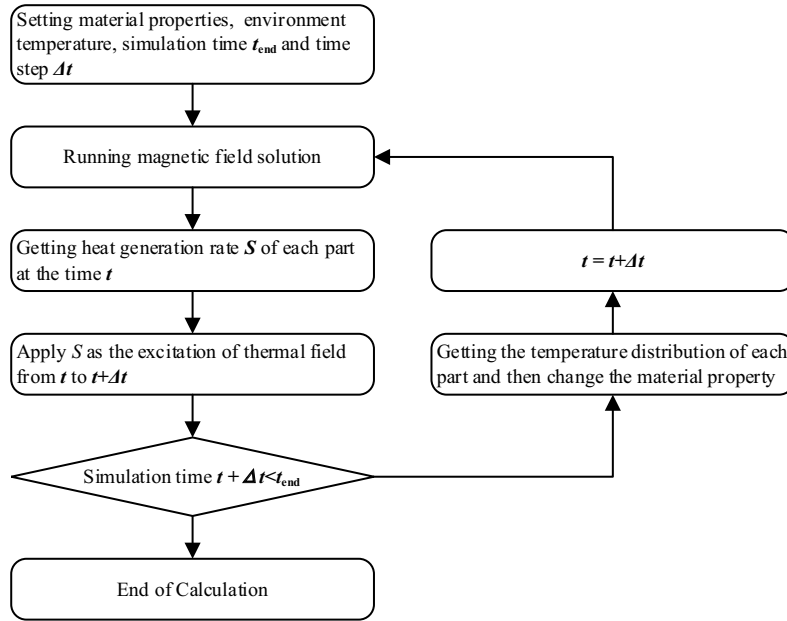 Setting material properties, environment
temperature, simulation time t_end and time
step Δt
Running magnetic field solution
Getting heat generation rate S of each part
at the time t
Apply S as the excitation of thermal field
from t to t+Δt
Simulation time t + Δt<t_end
End of Calculation
t = t+Δt
Getting the temperature distribution of each
part and then change the material property